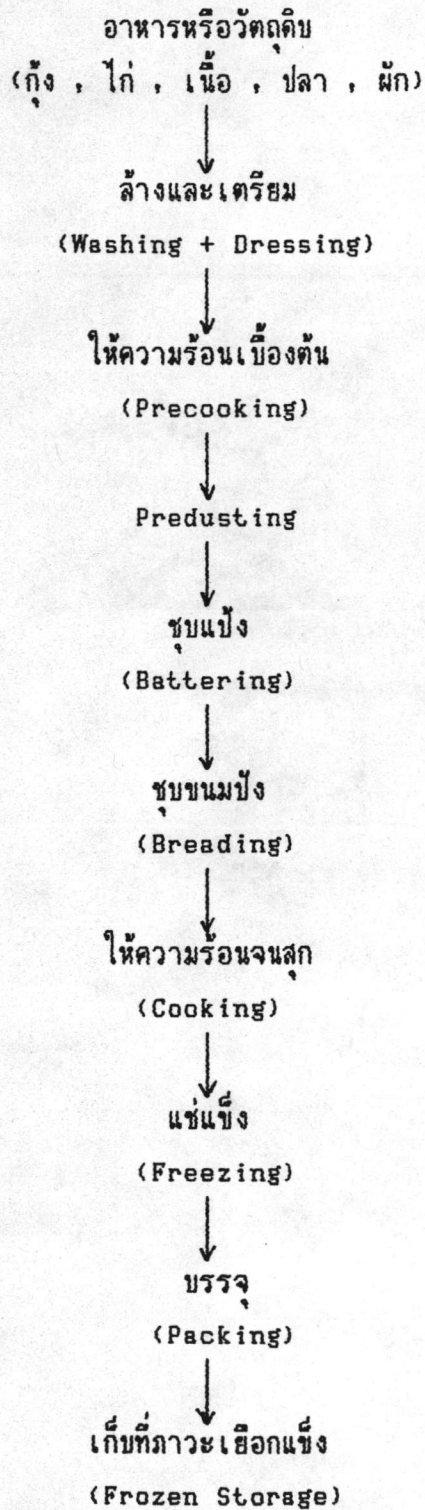 อาหารหรือวัตถุดิบ
(กุ้ง , ไก่ , เนื้อ , ปลา , ผัก)
ล้างและเตรียม
(Washing + Dressing)
ให้ความร้อนเบื้องต้น
(Precooking)
Predusting
ชุบแป้ง
(Battering)
ชุบขนมปัง
(Breading)
ให้ความร้อนจนสุก
(Cooking)
แช่แข็ง
(Freezing)
บรรจุ
(Packing)
เก็บที่ภาวะเยือกแข็ง
(Frozen Storage)